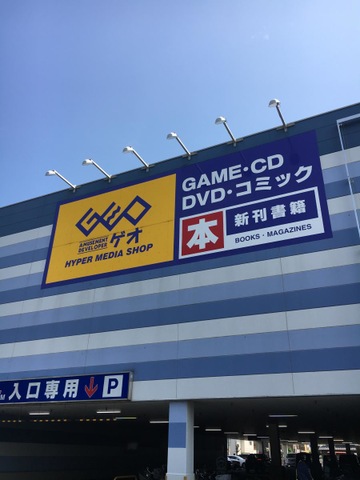 GEO
AMUSEMENT
DEVELOPER
ゲオ
HYPER MEDIA SHOP
GAME・CD
DVD・コミック
本
新刊書籍
BOOKS・MAGAZINES
入口専用 ↓ P